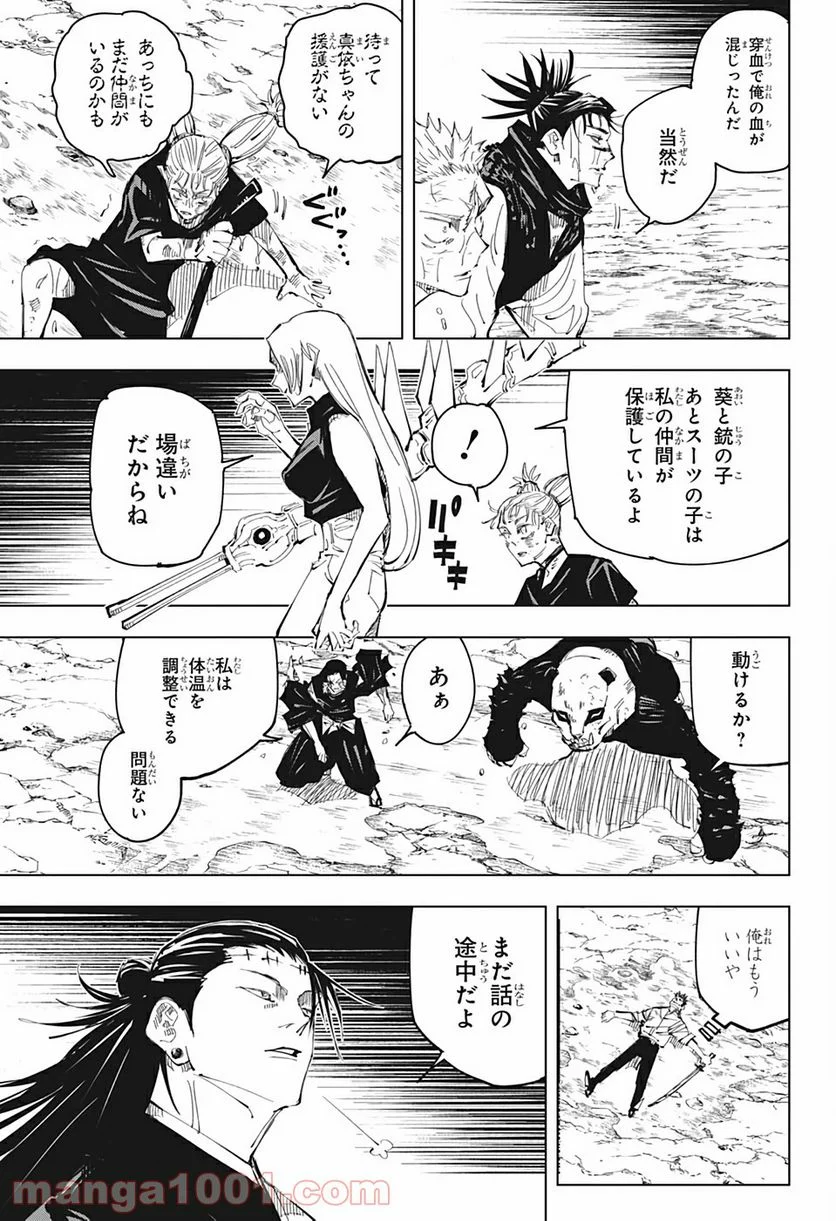 穿血で俺の血が
混じったんだ
当然だ
待って
真依ちゃんの
援護がない
あっちにも
まだ仲間が
いるのかも
ぐぐぐ…
葵と銃の子
あとスーツの子は
私の仲間が
保護しているよ
！
パキキ
場違い
だからね
動けるか？
あぁ
私は
体温を
調整できる
問題ない
俺はもう
いいや
まだ話の
途中だよ
manga1001.com